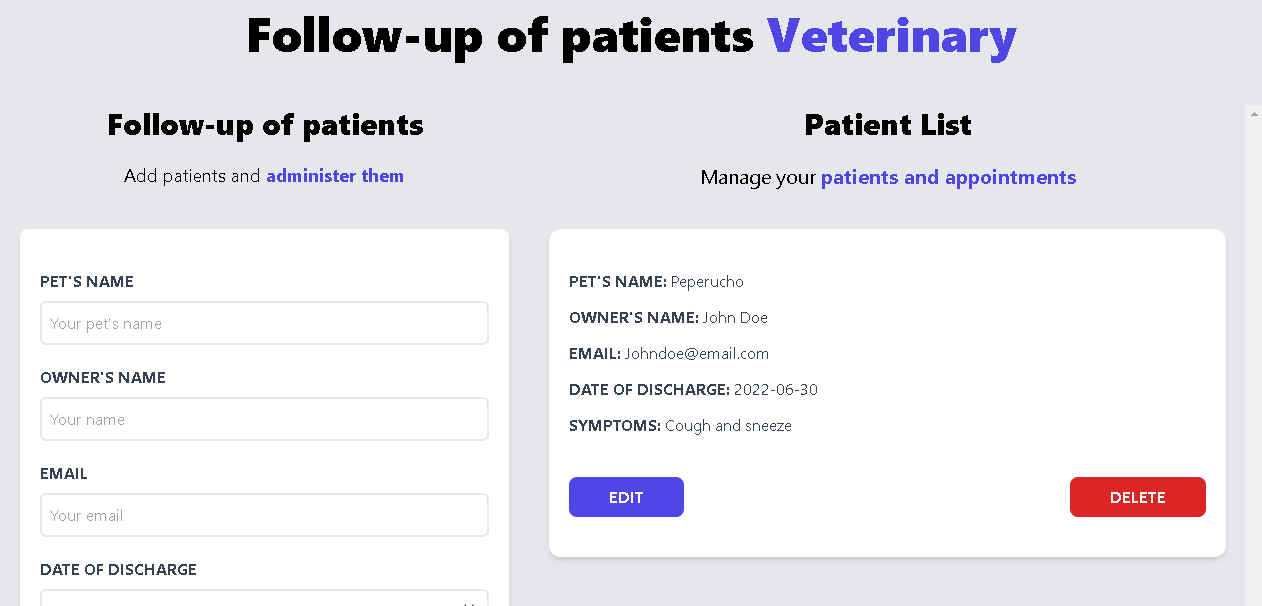 Follow-up of patients Veterinary
Follow-up of patients
Add patients and administer them
PET'S NAME
Your pet's name
OWNER'S NAME
Your name
EMAIL
Your email
DATE OF DISCHARGE
Patient List
Manage your patients and appointments
PET'S NAME: Peperucho
OWNER'S NAME: John Doe
EMAIL: Johndoe@email.com
DATE OF DISCHARGE: 2022-06-30
SYMPTOMS: Cough and sneeze
EDIT
DELETE